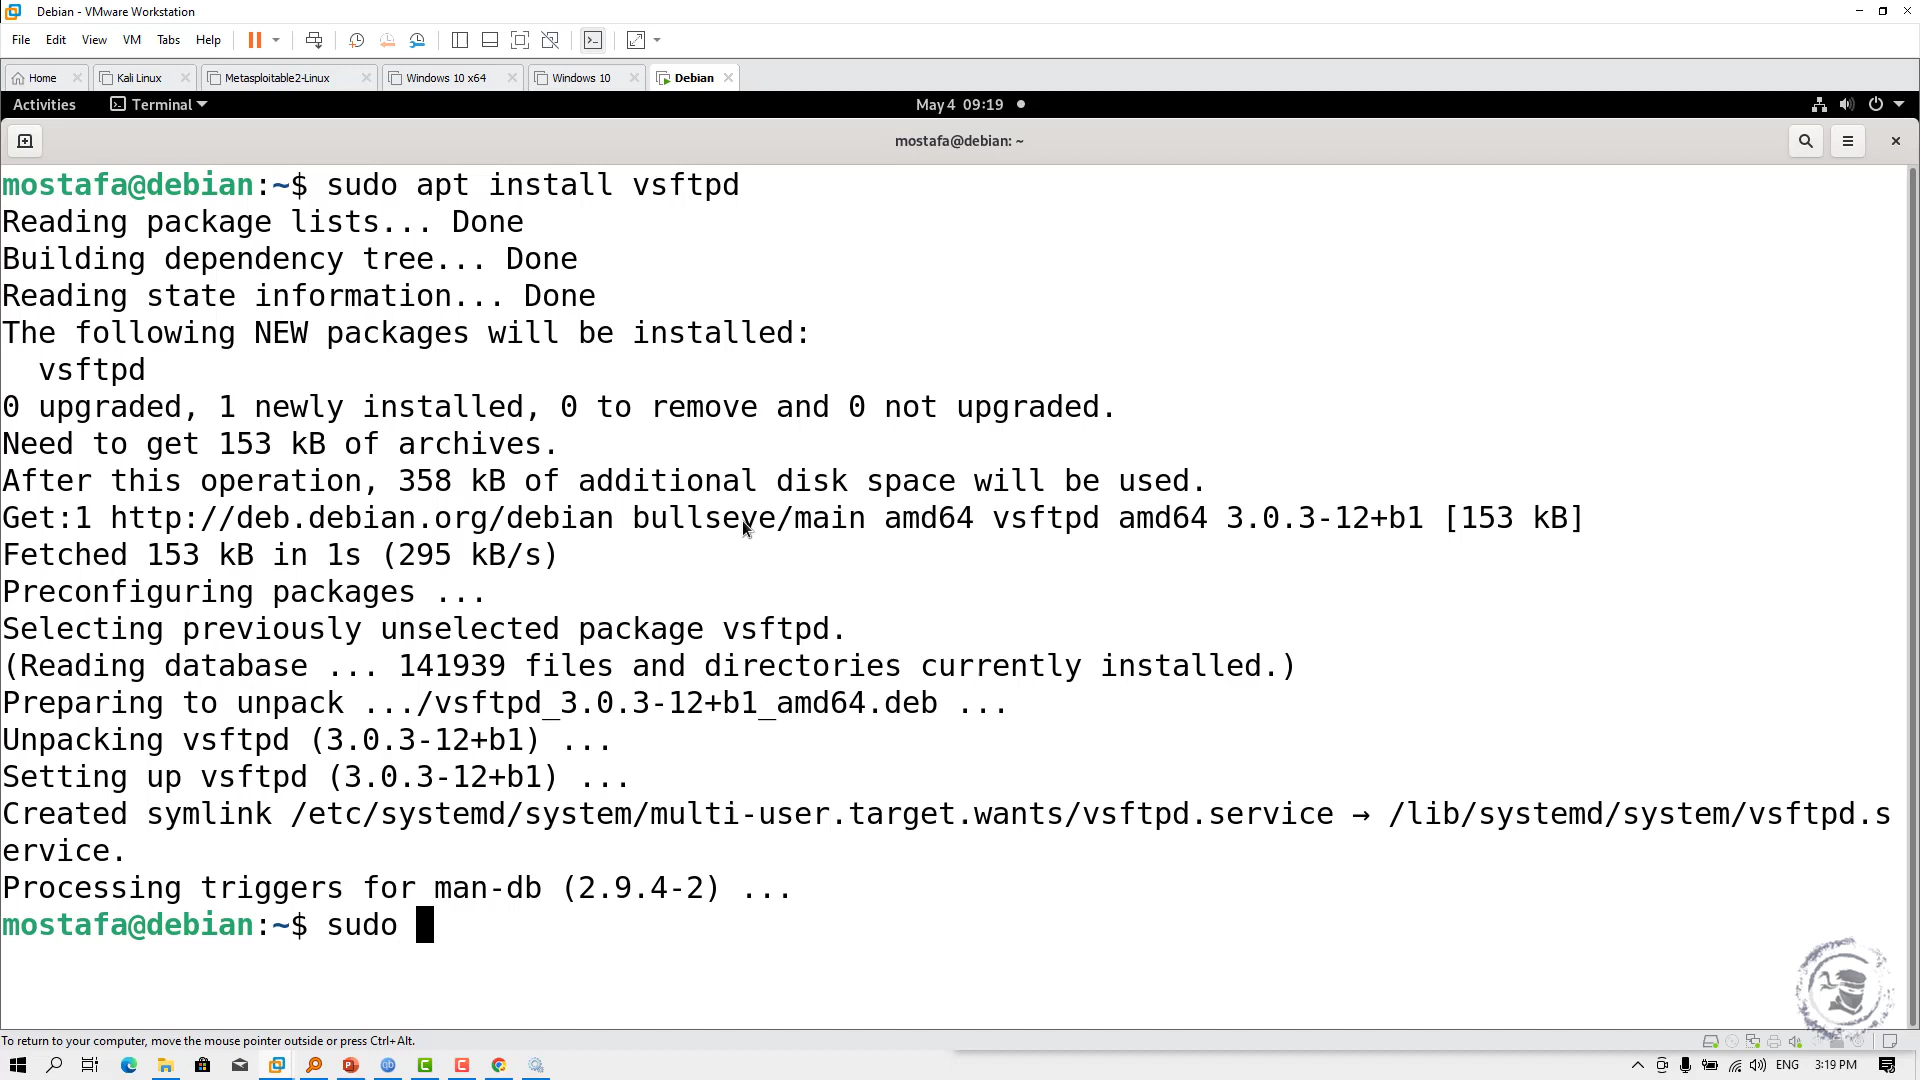 Debian - VMware Workstation
File Edit View VM Tabs Help
Home Kali Linux Metasploitable2-Linux Windows 10 x64 Windows 10 Debian
Activities Terminal May 4 09:19
mostafa@debian: ~
mostafa@debian:~$ sudo apt install vsftpd
Reading package lists... Done
Building dependency tree... Done
Reading state information... Done
The following NEW packages will be installed:
vsftpd
0 upgraded, 1 newly installed, 0 to remove and 0 not upgraded.
Need to get 153 kB of archives.
After this operation, 358 kB of additional disk space will be used.
Get:1 http://deb.debian.org/debian bullseye/main amd64 vsftpd amd64 3.0.3-12+b1 [153 kB]
Fetched 153 kB in 1s (295 kB/s)
Preconfiguring packages ...
Selecting previously unselected package vsftpd.
(Reading database ... 141939 files and directories currently installed.)
Preparing to unpack .../vsftpd_3.0.3-12+b1_amd64.deb ...
Unpacking vsftpd (3.0.3-12+b1) ...
Setting up vsftpd (3.0.3-12+b1) ...
Created symlink /etc/systemd/system/multi-user.target.wants/vsftpd.service → /lib/systemd/system/vsftpd.s
ervice.
Processing triggers for man-db (2.9.4-2) ...
mostafa@debian:~$ sudo
To return to your computer, move the mouse pointer outside or press Ctrl+Alt.
ENG 3:19 PM